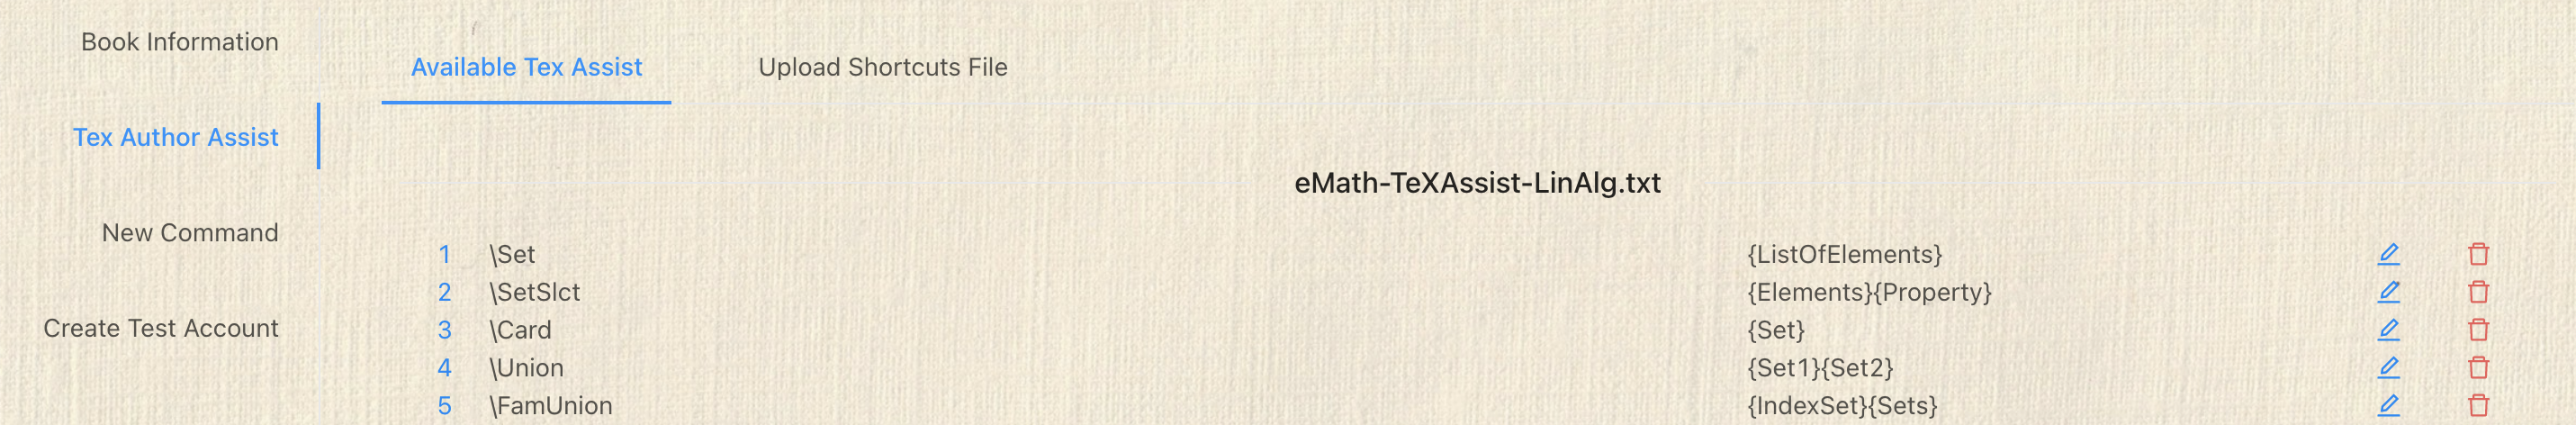 Book Information
Available Tex Assist
Upload Shortcuts File
Tex Author Assist
eMath-TeXAssist-LinAlg.txt
New Command
1 \Set {ListOfElements}
2 \SetSlct {Elements}{Property}
Create Test Account
3 \Card {Set}
4 \Union {Set1}{Set2}
5 \FamUnion {IndexSet}{Sets}